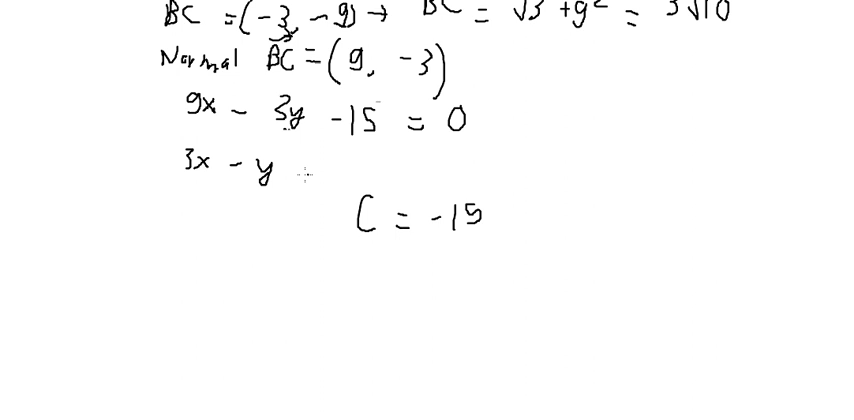 BC = (-3, -9) → BC = √3 + 9² = 3√10
Normal BC = (9, -3)
9x - 3y - 15 = 0
3x - y
C = -15